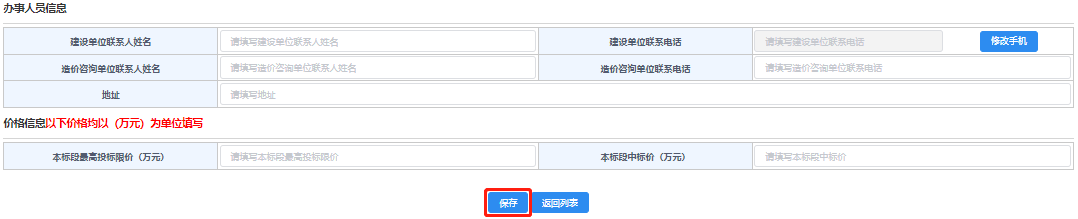 办事人员信息
建设单位联系人姓名 请填写建设单位联系人姓名 建设单位联系电话 请填写建设单位联系电话 修改手机
造价咨询单位联系人姓名 请填写造价咨询单位联系人姓名 造价咨询单位联系电话 请填写造价咨询单位联系电话
地址 请填写地址
价格信息以下价格均以（万元）为单位填写
本标段最高投标限价（万元） 请填写本标段最高投标限价 本标段中标价（万元） 请填写本标段中标价
保存 返回列表